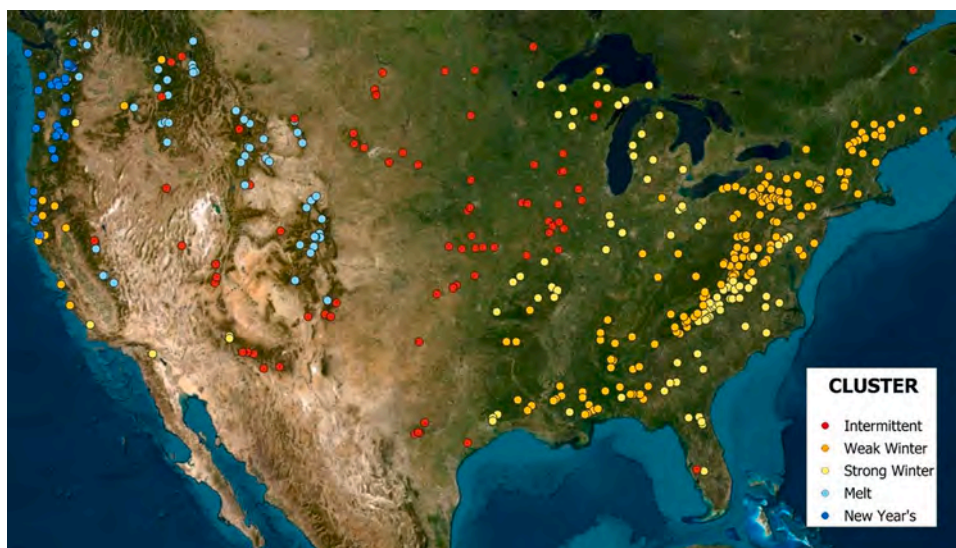 CLUSTER
Intermittent
Weak Winter
Strong Winter
Melt
New Year's